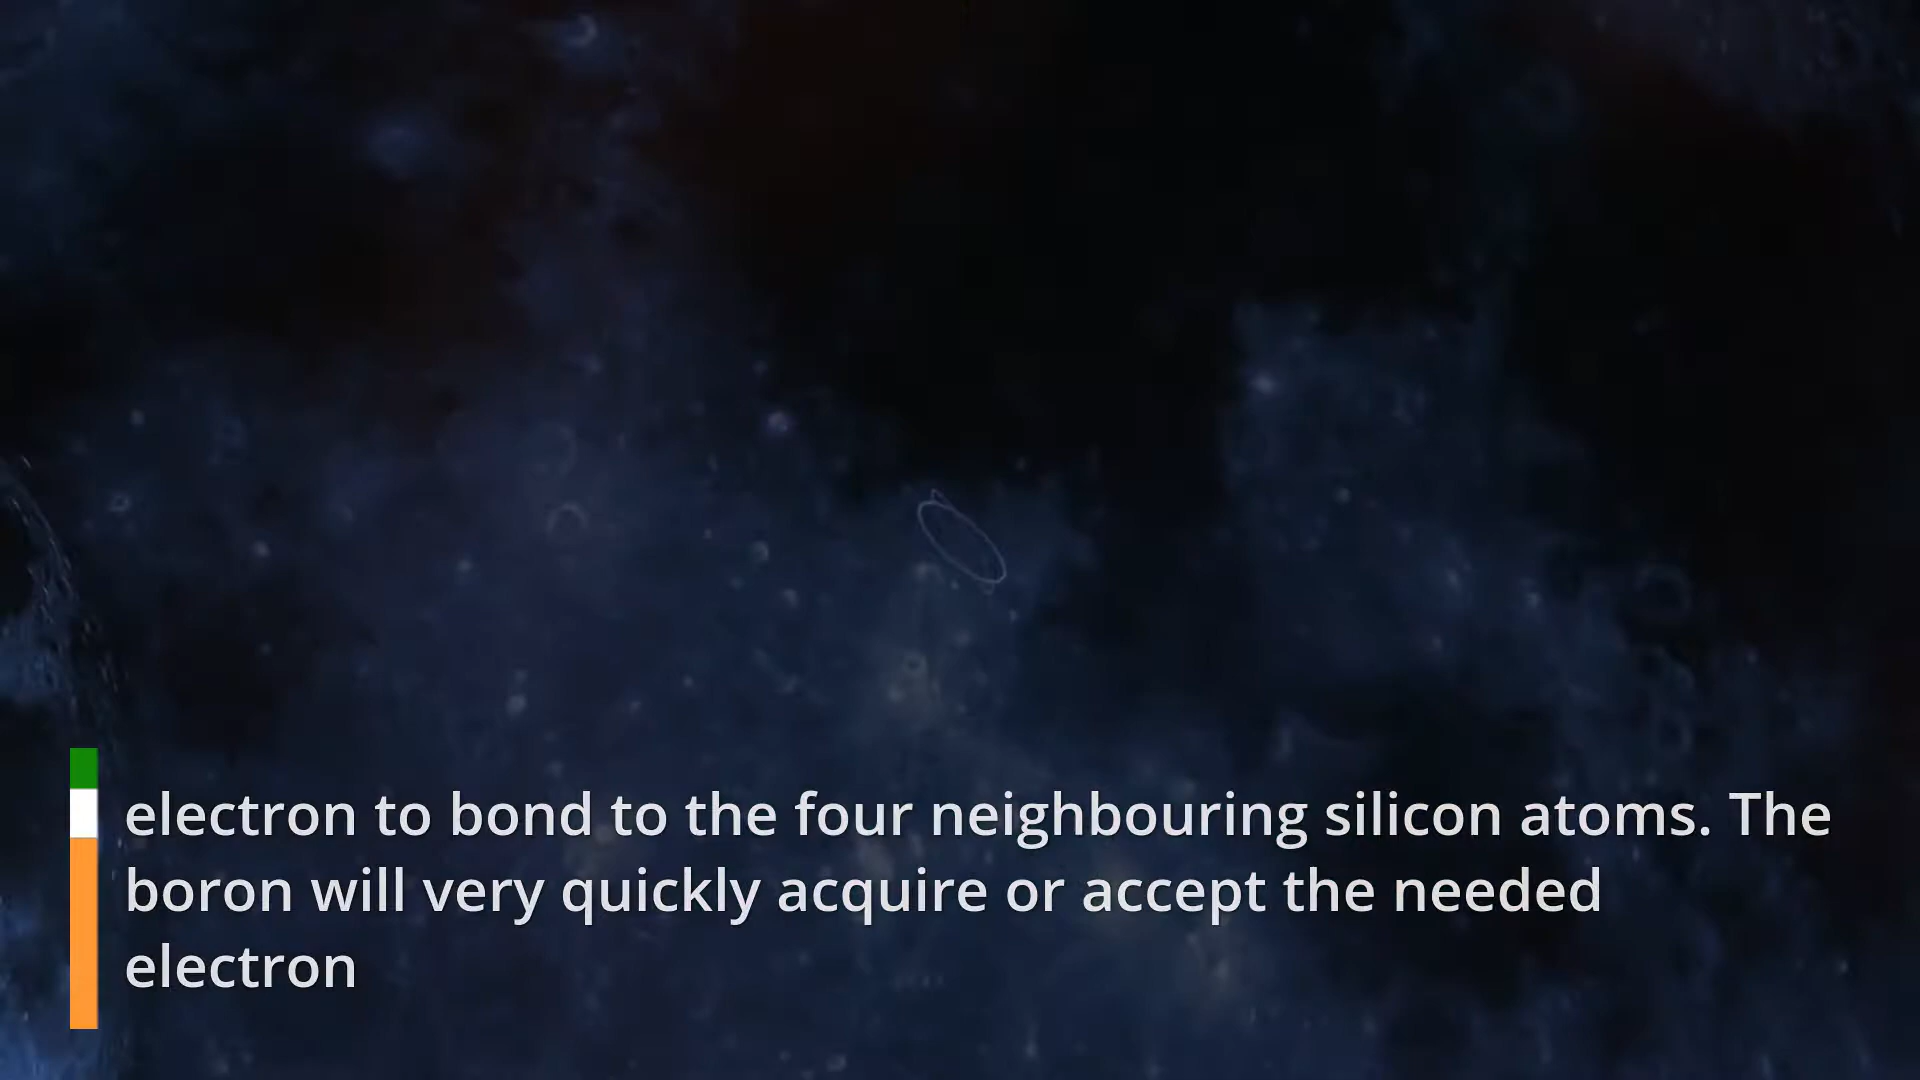 electron to bond to the four neighbouring silicon atoms. The
boron will very quickly acquire or accept the needed
electron